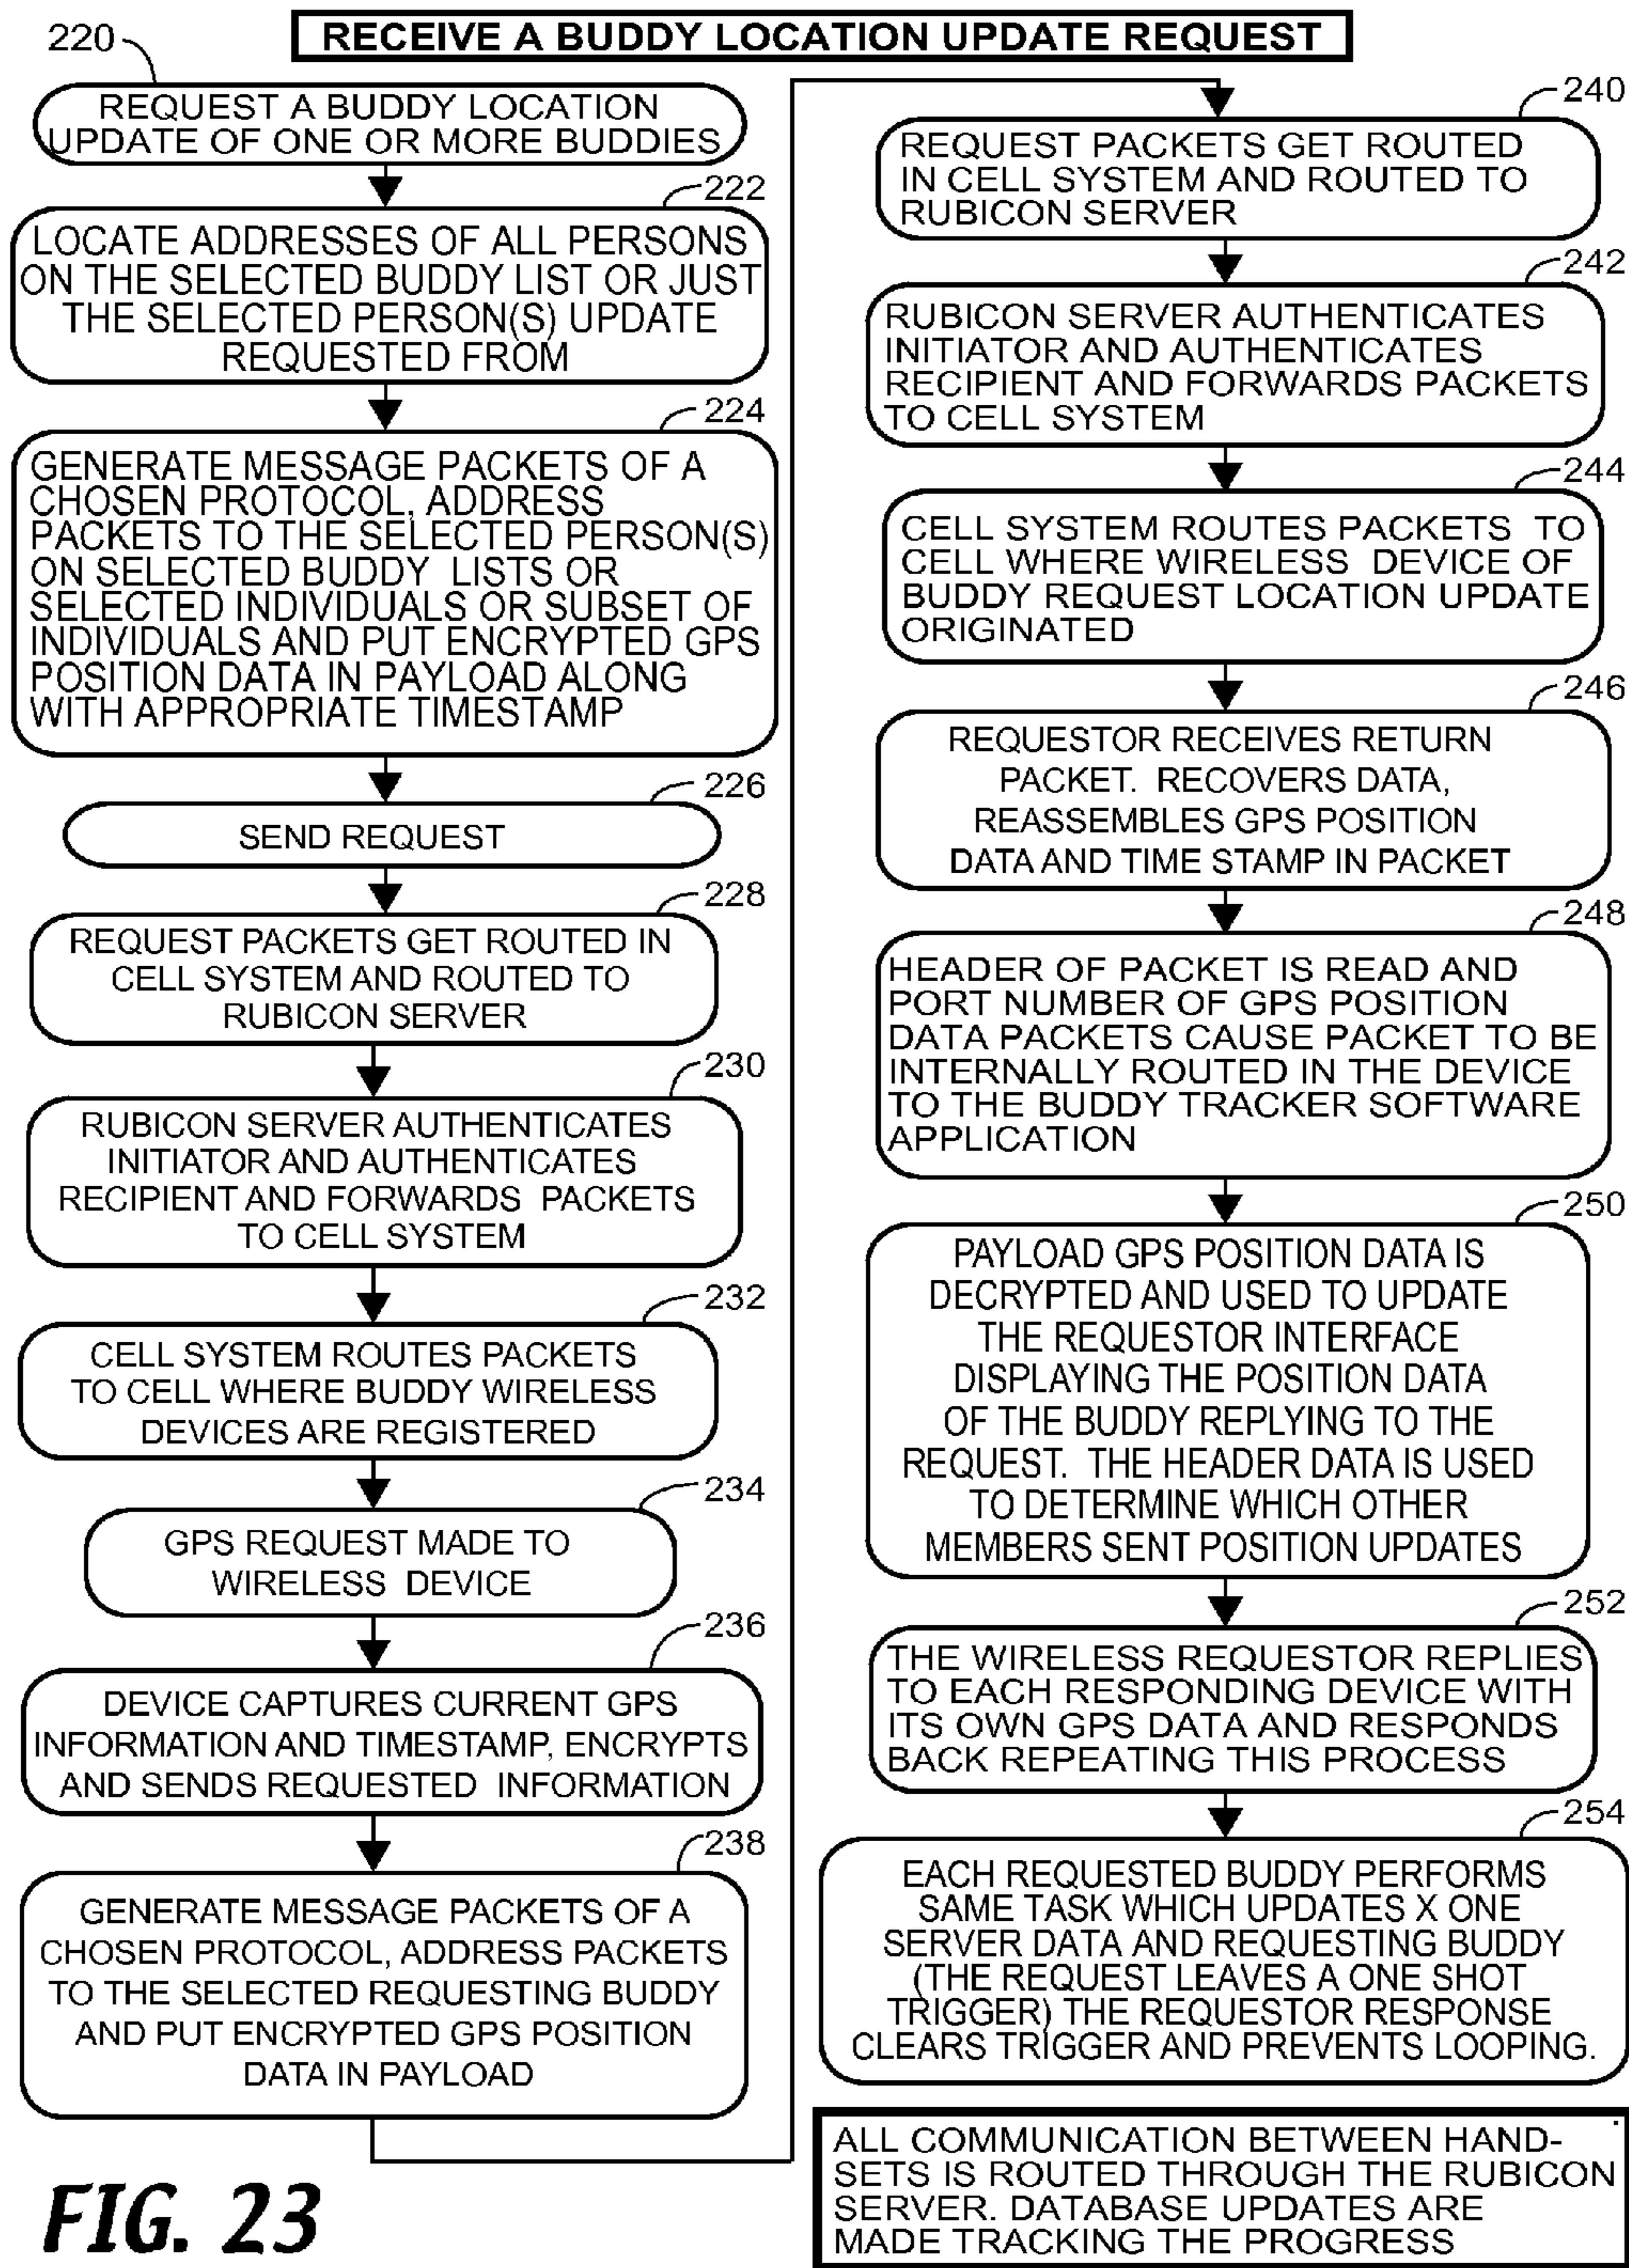 RECEIVE A BUDDY LOCATION UPDATE REQUEST
220
REQUEST A BUDDY LOCATION
UPDATE OF ONE OR MORE BUDDIES
222
LOCATE ADDRESSES OF ALL PERSONS
ON THE SELECTED BUDDY LIST OR JUST
THE SELECTED PERSON(S) UPDATE
REQUESTED FROM
224
GENERATE MESSAGE PACKETS OF A
CHOSEN PROTOCOL, ADDRESS
PACKETS TO THE SELECTED PERSON(S)
ON SELECTED BUDDY LISTS OR
SELECTED INDIVIDUALS OR SUBSET OF
INDIVIDUALS AND PUT ENCRYPTED GPS
POSITION DATA IN PAYLOAD ALONG
WITH APPROPRIATE TIMESTAMP
226
SEND REQUEST
228
REQUEST PACKETS GET ROUTED IN
CELL SYSTEM AND ROUTED TO
RUBICON SERVER
230
RUBICON SERVER AUTHENTICATES
INITIATOR AND AUTHENTICATES
RECIPIENT AND FORWARDS PACKETS
TO CELL SYSTEM
232
CELL SYSTEM ROUTES PACKETS
TO CELL WHERE BUDDY WIRELESS
DEVICES ARE REGISTERED
234
GPS REQUEST MADE TO
WIRELESS DEVICE
236
DEVICE CAPTURES CURRENT GPS
INFORMATION AND TIMESTAMP, ENCRYPTS
AND SENDS REQUESTED INFORMATION
238
GENERATE MESSAGE PACKETS OF A
CHOSEN PROTOCOL, ADDRESS PACKETS
TO THE SELECTED REQUESTING BUDDY
AND PUT ENCRYPTED GPS POSITION
DATA IN PAYLOAD
240
REQUEST PACKETS GET ROUTED
IN CELL SYSTEM AND ROUTED TO
RUBICON SERVER
242
RUBICON SERVER AUTHENTICATES
INITIATOR AND AUTHENTICATES
RECIPIENT AND FORWARDS PACKETS
TO CELL SYSTEM
244
CELL SYSTEM ROUTES PACKETS TO
CELL WHERE WIRELESS DEVICE OF
BUDDY REQUEST LOCATION UPDATE
ORIGINATED
246
REQUESTOR RECEIVES RETURN
PACKET. RECOVERS DATA,
REASSEMBLES GPS POSITION
DATA AND TIME STAMP IN PACKET
248
HEADER OF PACKET IS READ AND
PORT NUMBER OF GPS POSITION
DATA PACKETS CAUSE PACKET TO BE
INTERNALLY ROUTED IN THE DEVICE
TO THE BUDDY TRACKER SOFTWARE
APPLICATION
250
PAYLOAD GPS POSITION DATA IS
DECRYPTED AND USED TO UPDATE
THE REQUESTOR INTERFACE
DISPLAYING THE POSITION DATA
OF THE BUDDY REPLYING TO THE
REQUEST. THE HEADER DATA IS USED
TO DETERMINE WHICH OTHER
MEMBERS SENT POSITION UPDATES
252
THE WIRELESS REQUESTOR REPLIES
TO EACH RESPONDING DEVICE WITH
ITS OWN GPS DATA AND RESPONDS
BACK REPEATING THIS PROCESS
254
EACH REQUESTED BUDDY PERFORMS
SAME TASK WHICH UPDATES X ONE
SERVER DATA AND REQUESTING BUDDY
(THE REQUEST LEAVES A ONE SHOT
TRIGGER) THE REQUESTOR RESPONSE
CLEARS TRIGGER AND PREVENTS LOOPING.
ALL COMMUNICATION BETWEEN HAND-
SETS IS ROUTED THROUGH THE RUBICON
SERVER. DATABASE UPDATES ARE
MADE TRACKING THE PROGRESS
FIG. 23